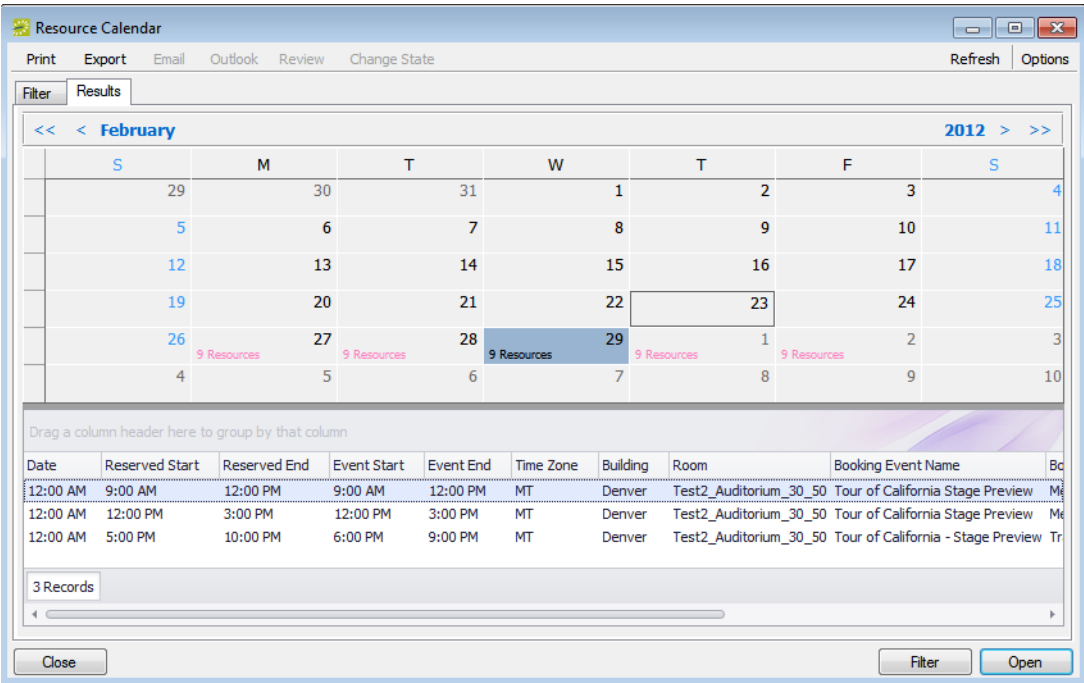 Resource Calendar
Print Export Email Outlook Review Change State Refresh Options
Filter Results
<< < February 2012 > >>
S M T W T F S
29 30 31 1 2 3 4
5 6 7 8 9 10 11
12 13 14 15 16 17 18
19 20 21 22 23 24 25
26 27 28 29 1 2 3
9 Resources 9 Resources 9 Resources 9 Resources 9 Resources
4 5 6 7 8 9 10
Drag a column header here to group by that column
Date Reserved Start Reserved End Event Start Event End Time Zone Building Room Booking Event Name Bo
12:00 AM 9:00 AM 12:00 PM 9:00 AM 12:00 PM MT Denver Test2_Auditorium_30_50 Tour of California Stage Preview Me
12:00 AM 12:00 PM 3:00 PM 12:00 PM 3:00 PM MT Denver Test2_Auditorium_30_50 Tour of California Stage Preview Me
12:00 AM 5:00 PM 10:00 PM 6:00 PM 9:00 PM MT Denver Test2_Auditorium_30_50 Tour of California - Stage Preview Tr
3 Records
Close Filter Open